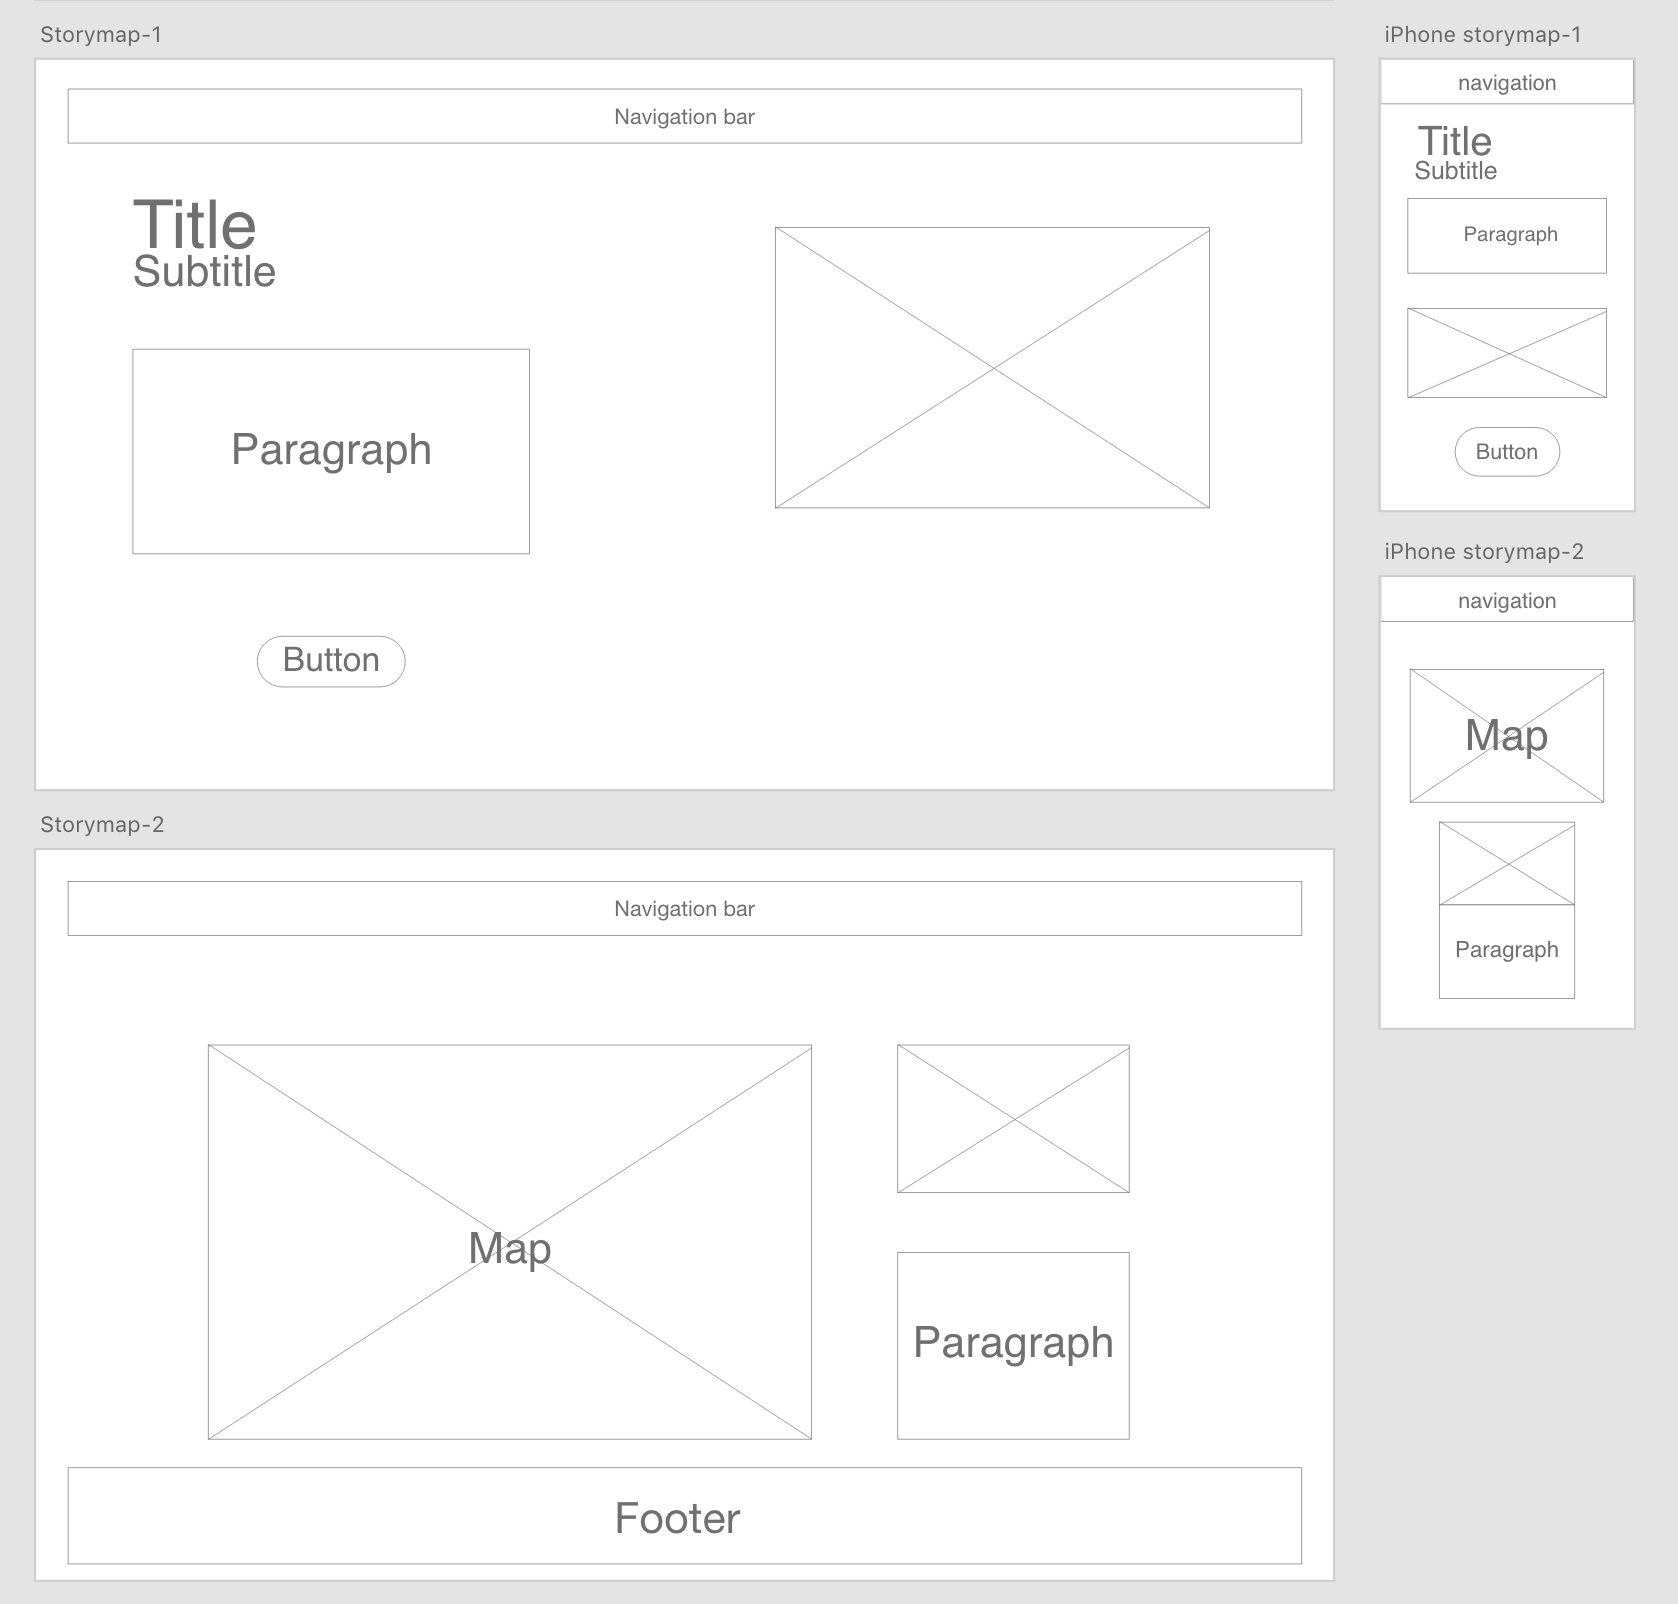 Storymap-1
Navigation bar
Title
Subtitle
Paragraph
Button
Storymap-2
Navigation bar
Map
Paragraph
Footer
iPhone storymap-1
navigation
Title
Subtitle
Paragraph
Button
iPhone storymap-2
navigation
Map
Paragraph